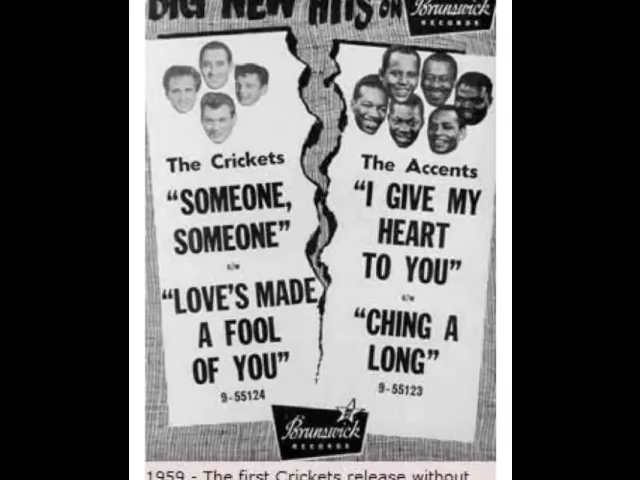 BIG NEW HITS ON Brunswick
RECORDS
The Crickets
"SOMEONE,
SOMEONE"
c/w
"LOVE'S MADE
A FOOL
OF YOU"
9-55124
The Accents
"I GIVE MY
HEART
TO YOU"
c/w
"CHING A
LONG"
9-55123
Brunswick
RECORDS
1959 - The first Crickets release without